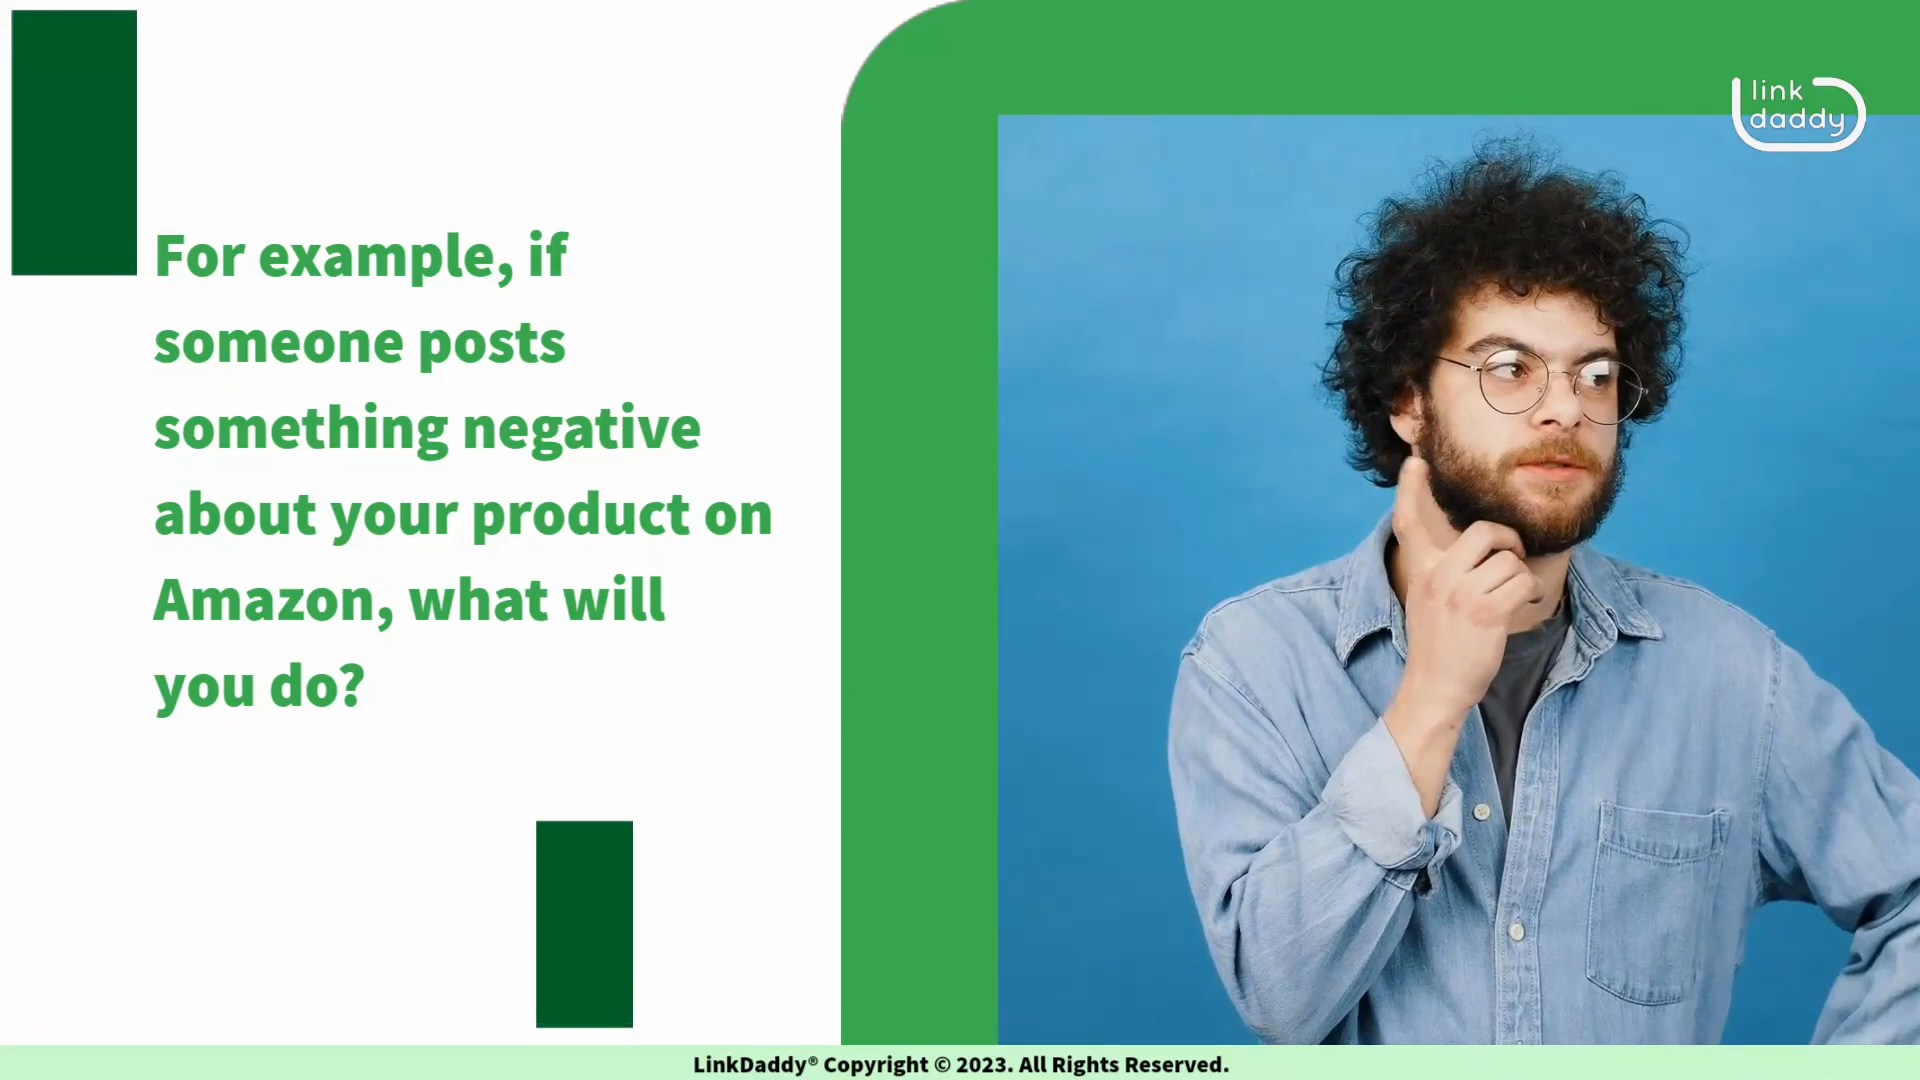 link
daddy
For example, if
someone posts
something negative
about your product on
Amazon, what will
you do?
LinkDaddy® Copyright © 2023. All Rights Reserved.